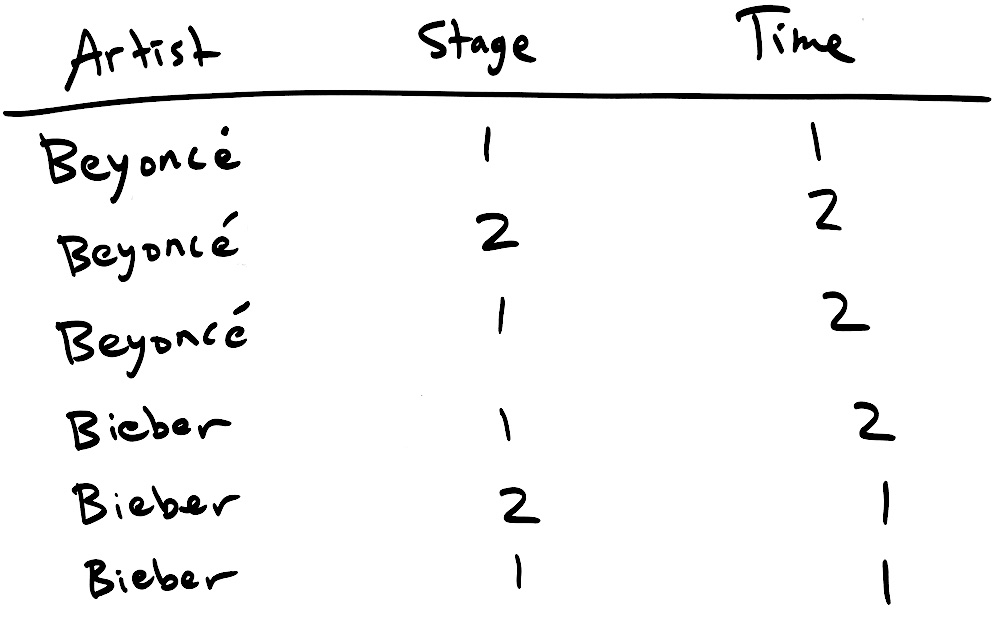 Artist Stage Time
Beyoncé 1 1
Beyoncé 2 2
Beyoncé 1 2
Bieber 1 2
Bieber 2 1
Bieber 1 1